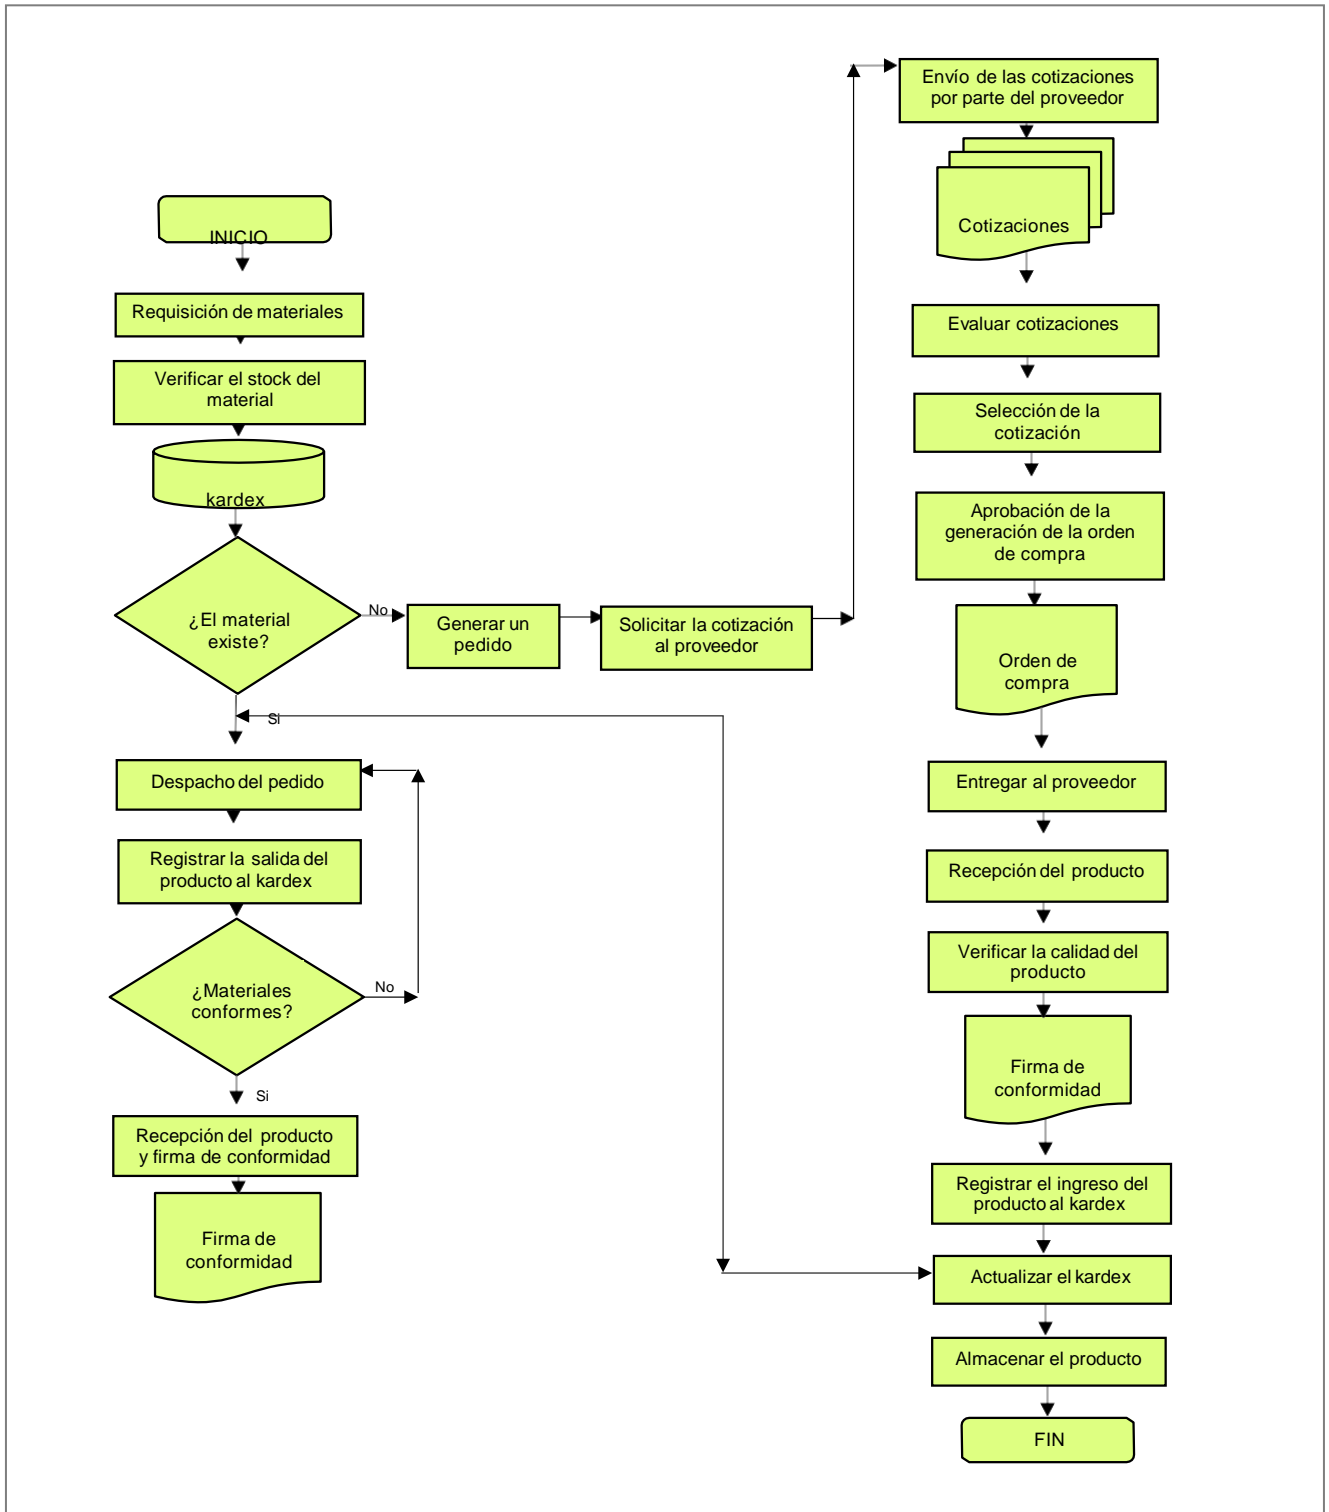 INICIO
Requisición de materiales
Verificar el stock del
material
kardex
¿El material
existe?
No
Generar un
pedido
Solicitar la cotización
al proveedor
Si
Despacho del pedido
Registrar la salida del
producto al kardex
¿Materiales
conformes?
No
Si
Recepción del producto
y firma de conformidad
Firma de
conformidad
Envío de las cotizaciones
por parte del proveedor
Cotizaciones
Evaluar cotizaciones
Selección de la
cotización
Aprobación de la
generación de la orden
de compra
Orden de
compra
Entregar al proveedor
Recepción del producto
Verificar la calidad del
producto
Firma de
conformidad
Registrar el ingreso del
producto al kardex
Actualizar el kardex
Almacenar el producto
FIN